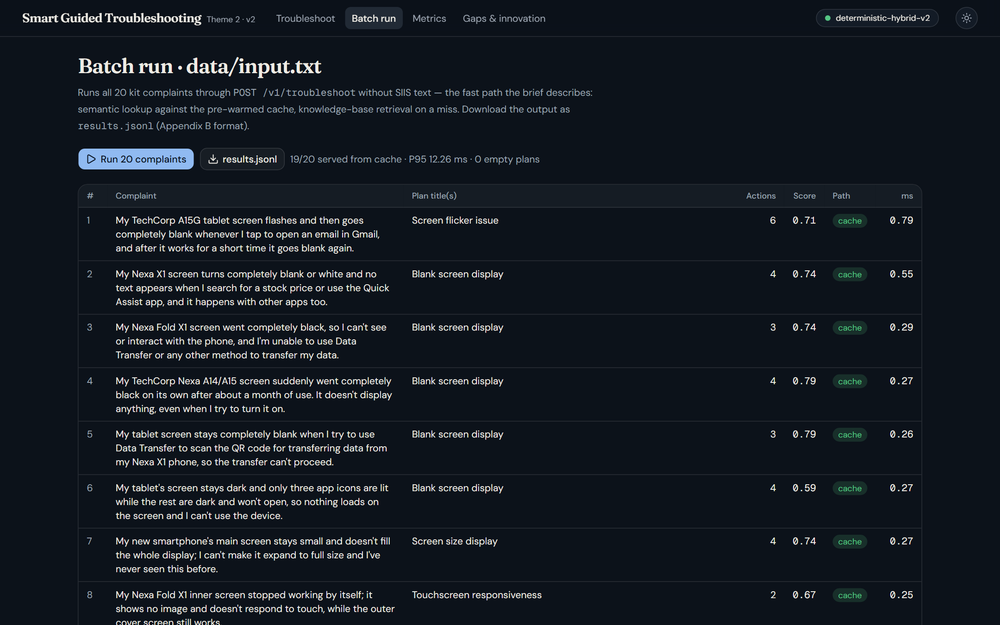 Smart Guided Troubleshooting Theme 2 · v2 Troubleshoot Batch run Metrics Gaps & innovation deterministic-hybrid-v2
Batch run · data/input.txt
Runs all 20 kit complaints through POST /v1/troubleshoot without SIIS text — the fast path the brief describes:
semantic lookup against the pre-warmed cache, knowledge-base retrieval on a miss. Download the output as
results.jsonl (Appendix B format).
Run 20 complaints results.jsonl 19/20 served from cache · P95 12.26 ms · 0 empty plans
# Complaint Plan title(s) Actions Score Path ms
1 My TechCorp A15G tablet screen flashes and then goes Screen flicker issue 6 0.71 cache 0.79
completely blank whenever I tap to open an email in Gmail,
and after it works for a short time it goes blank again.
2 My Nexa X1 screen turns completely blank or white and no Blank screen display 4 0.74 cache 0.55
text appears when I search for a stock price or use the Quick
Assist app, and it happens with other apps too.
3 My Nexa Fold X1 screen went completely black, so I can't see Blank screen display 3 0.74 cache 0.29
or interact with the phone, and I'm unable to use Data
Transfer or any other method to transfer my data.
4 My TechCorp Nexa A14/A15 screen suddenly went completely Blank screen display 4 0.79 cache 0.27
black on its own after about a month of use. It doesn't display
anything, even when I try to turn it on.
5 My tablet screen stays completely blank when I try to use Blank screen display 3 0.79 cache 0.26
Data Transfer to scan the QR code for transferring data from
my Nexa X1 phone, so the transfer can't proceed.
6 My tablet's screen stays dark and only three app icons are lit Blank screen display 4 0.59 cache 0.27
while the rest are dark and won't open, so nothing loads on
the screen and I can't use the device.
7 My new smartphone's main screen stays small and doesn't fill Screen size display 4 0.74 cache 0.27
the whole display; I can't make it expand to full size and I've
never seen this before.
8 My Nexa Fold X1 inner screen stopped working by itself; it Touchscreen responsiveness 2 0.67 cache 0.25
shows no image and doesn't respond to touch, while the outer
cover screen still works.